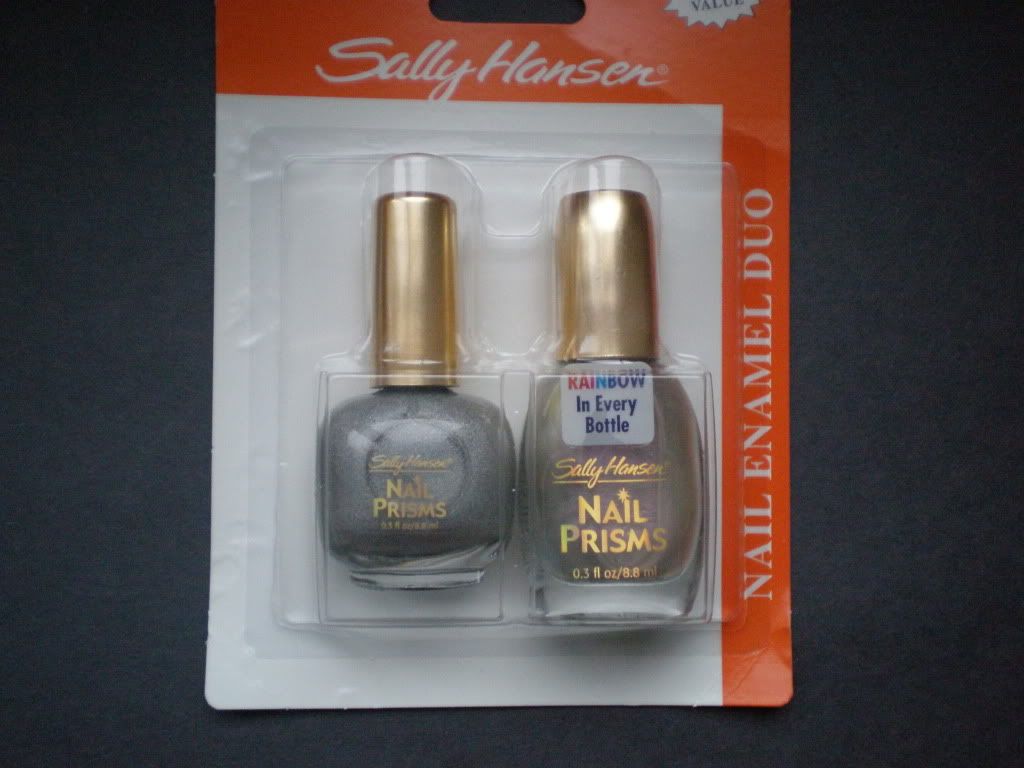 VALUE
Sally Hansen®
NAIL ENAMEL DUO
Sally Hansen®
NAIL
PRISMS
0.3 fl oz/8.8 ml
RAINBOW
In Every
Bottle
Sally Hansen®
NAIL
PRISMS
0.3 fl oz/8.8 ml